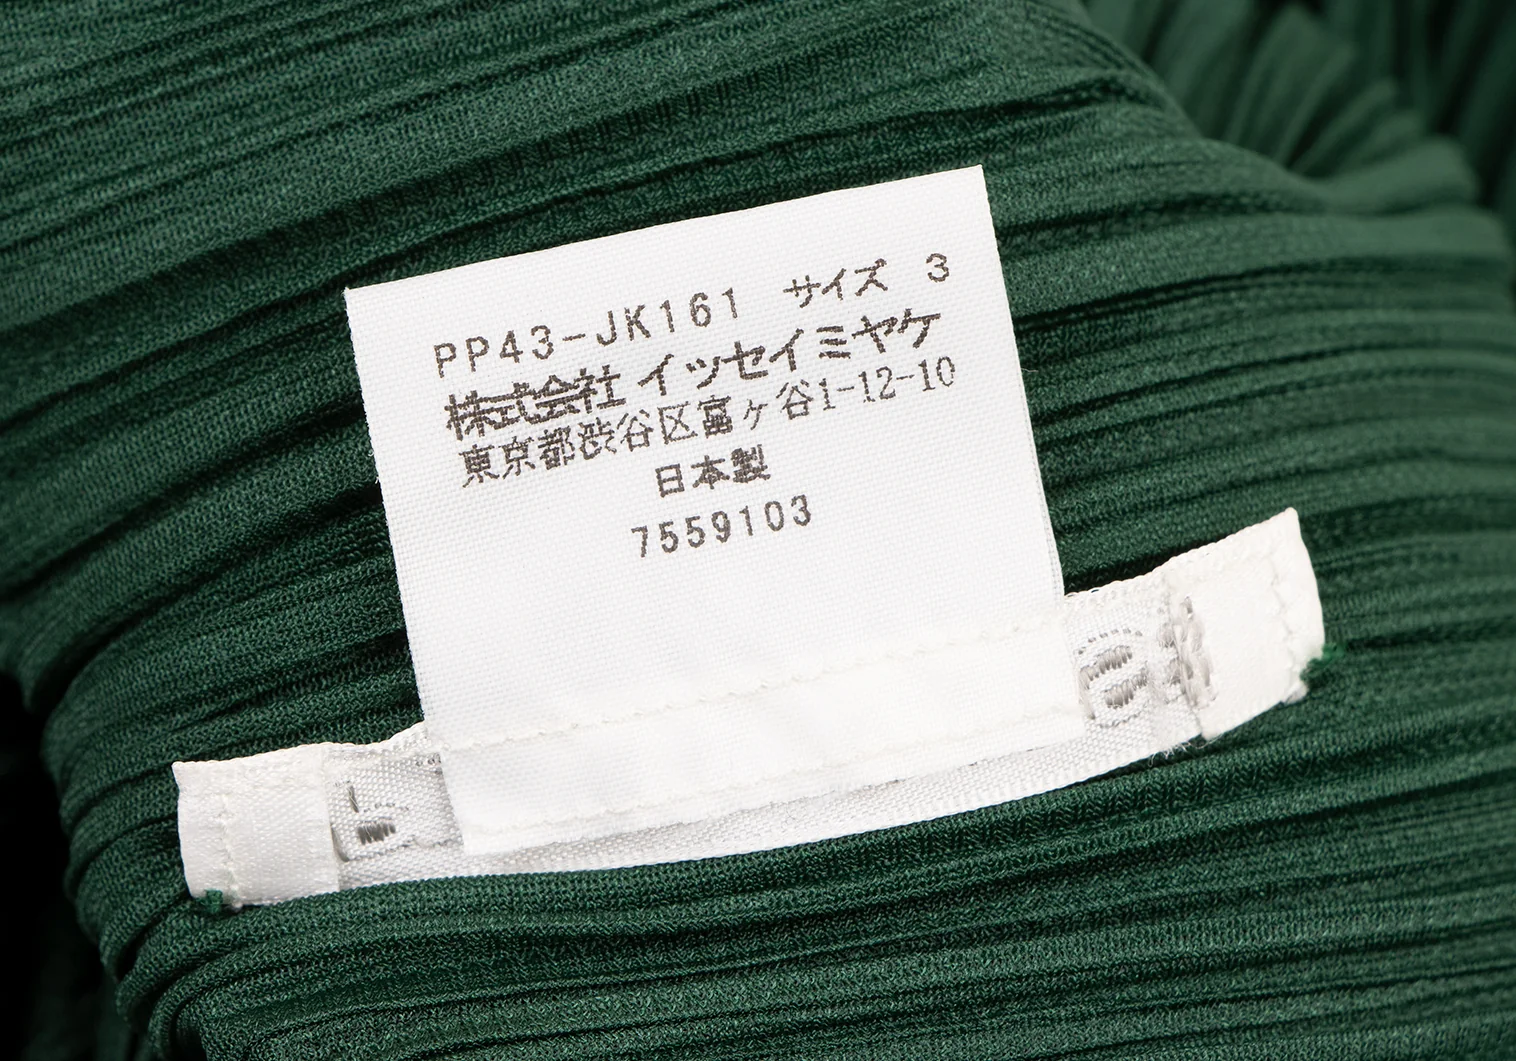 PP43-JK161 サイズ 3
株式会社 イッセイミヤケ
東京都渋谷区富ヶ谷1-12-10
日本製
7559103